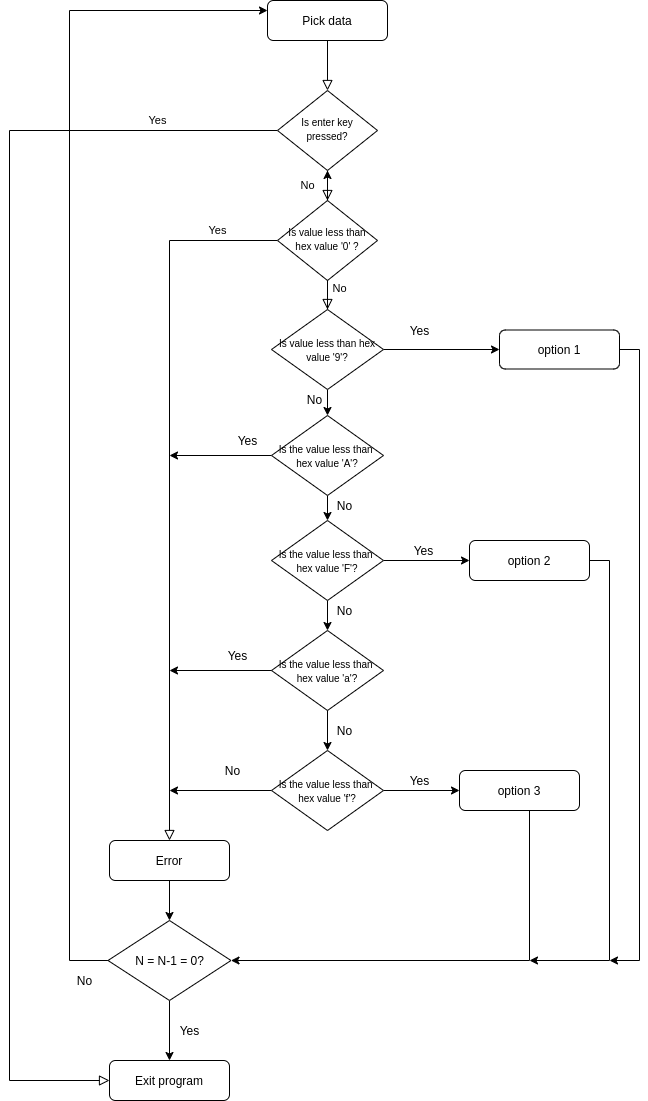 Pick data
Yes
Is enter key
pressed?
No
Yes
Is value less than
hex value '0' ?
No
Is value less than hex
value '9'?
Yes
option 1
No
Yes
Is the value less than
hex value 'A'?
No
Is the value less than
hex value 'F'?
Yes
option 2
No
Yes
Is the value less than
hex value 'a'?
No
No
Is the value less than
hex value 'f'?
Yes
option 3
Error
N = N-1 = 0?
No
Yes
Exit program